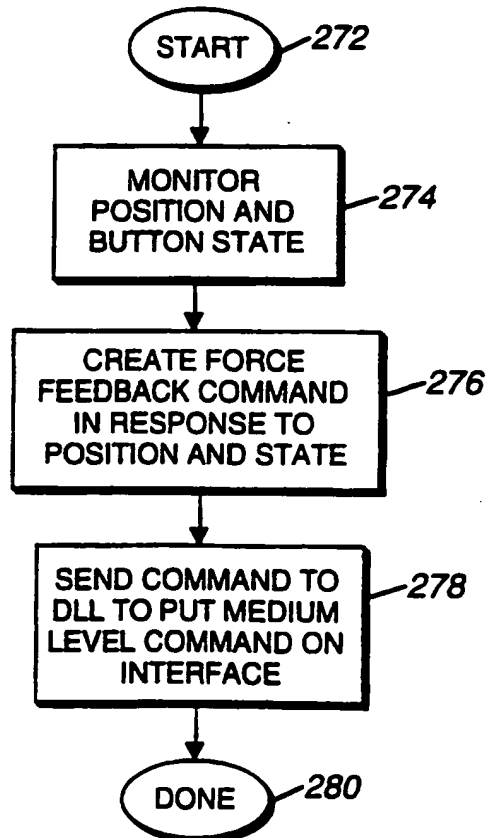 START
272
MONITOR
POSITION AND
BUTTON STATE
274
CREATE FORCE
FEEDBACK COMMAND
IN RESPONSE TO
POSITION AND STATE
276
SEND COMMAND TO
DLL TO PUT MEDIUM
LEVEL COMMAND ON
INTERFACE
278
DONE
280